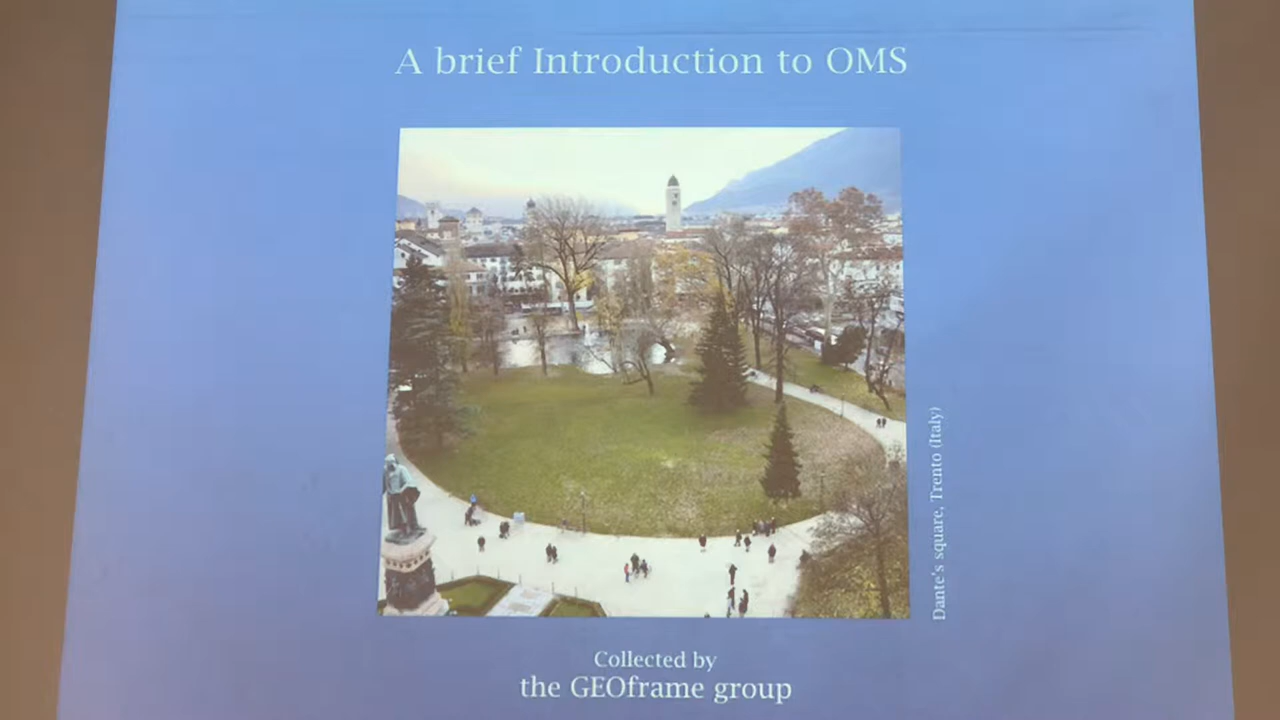 A brief Introduction to OMS
Dante's square, Trento (Italy)
Collected by
the GEOframe group